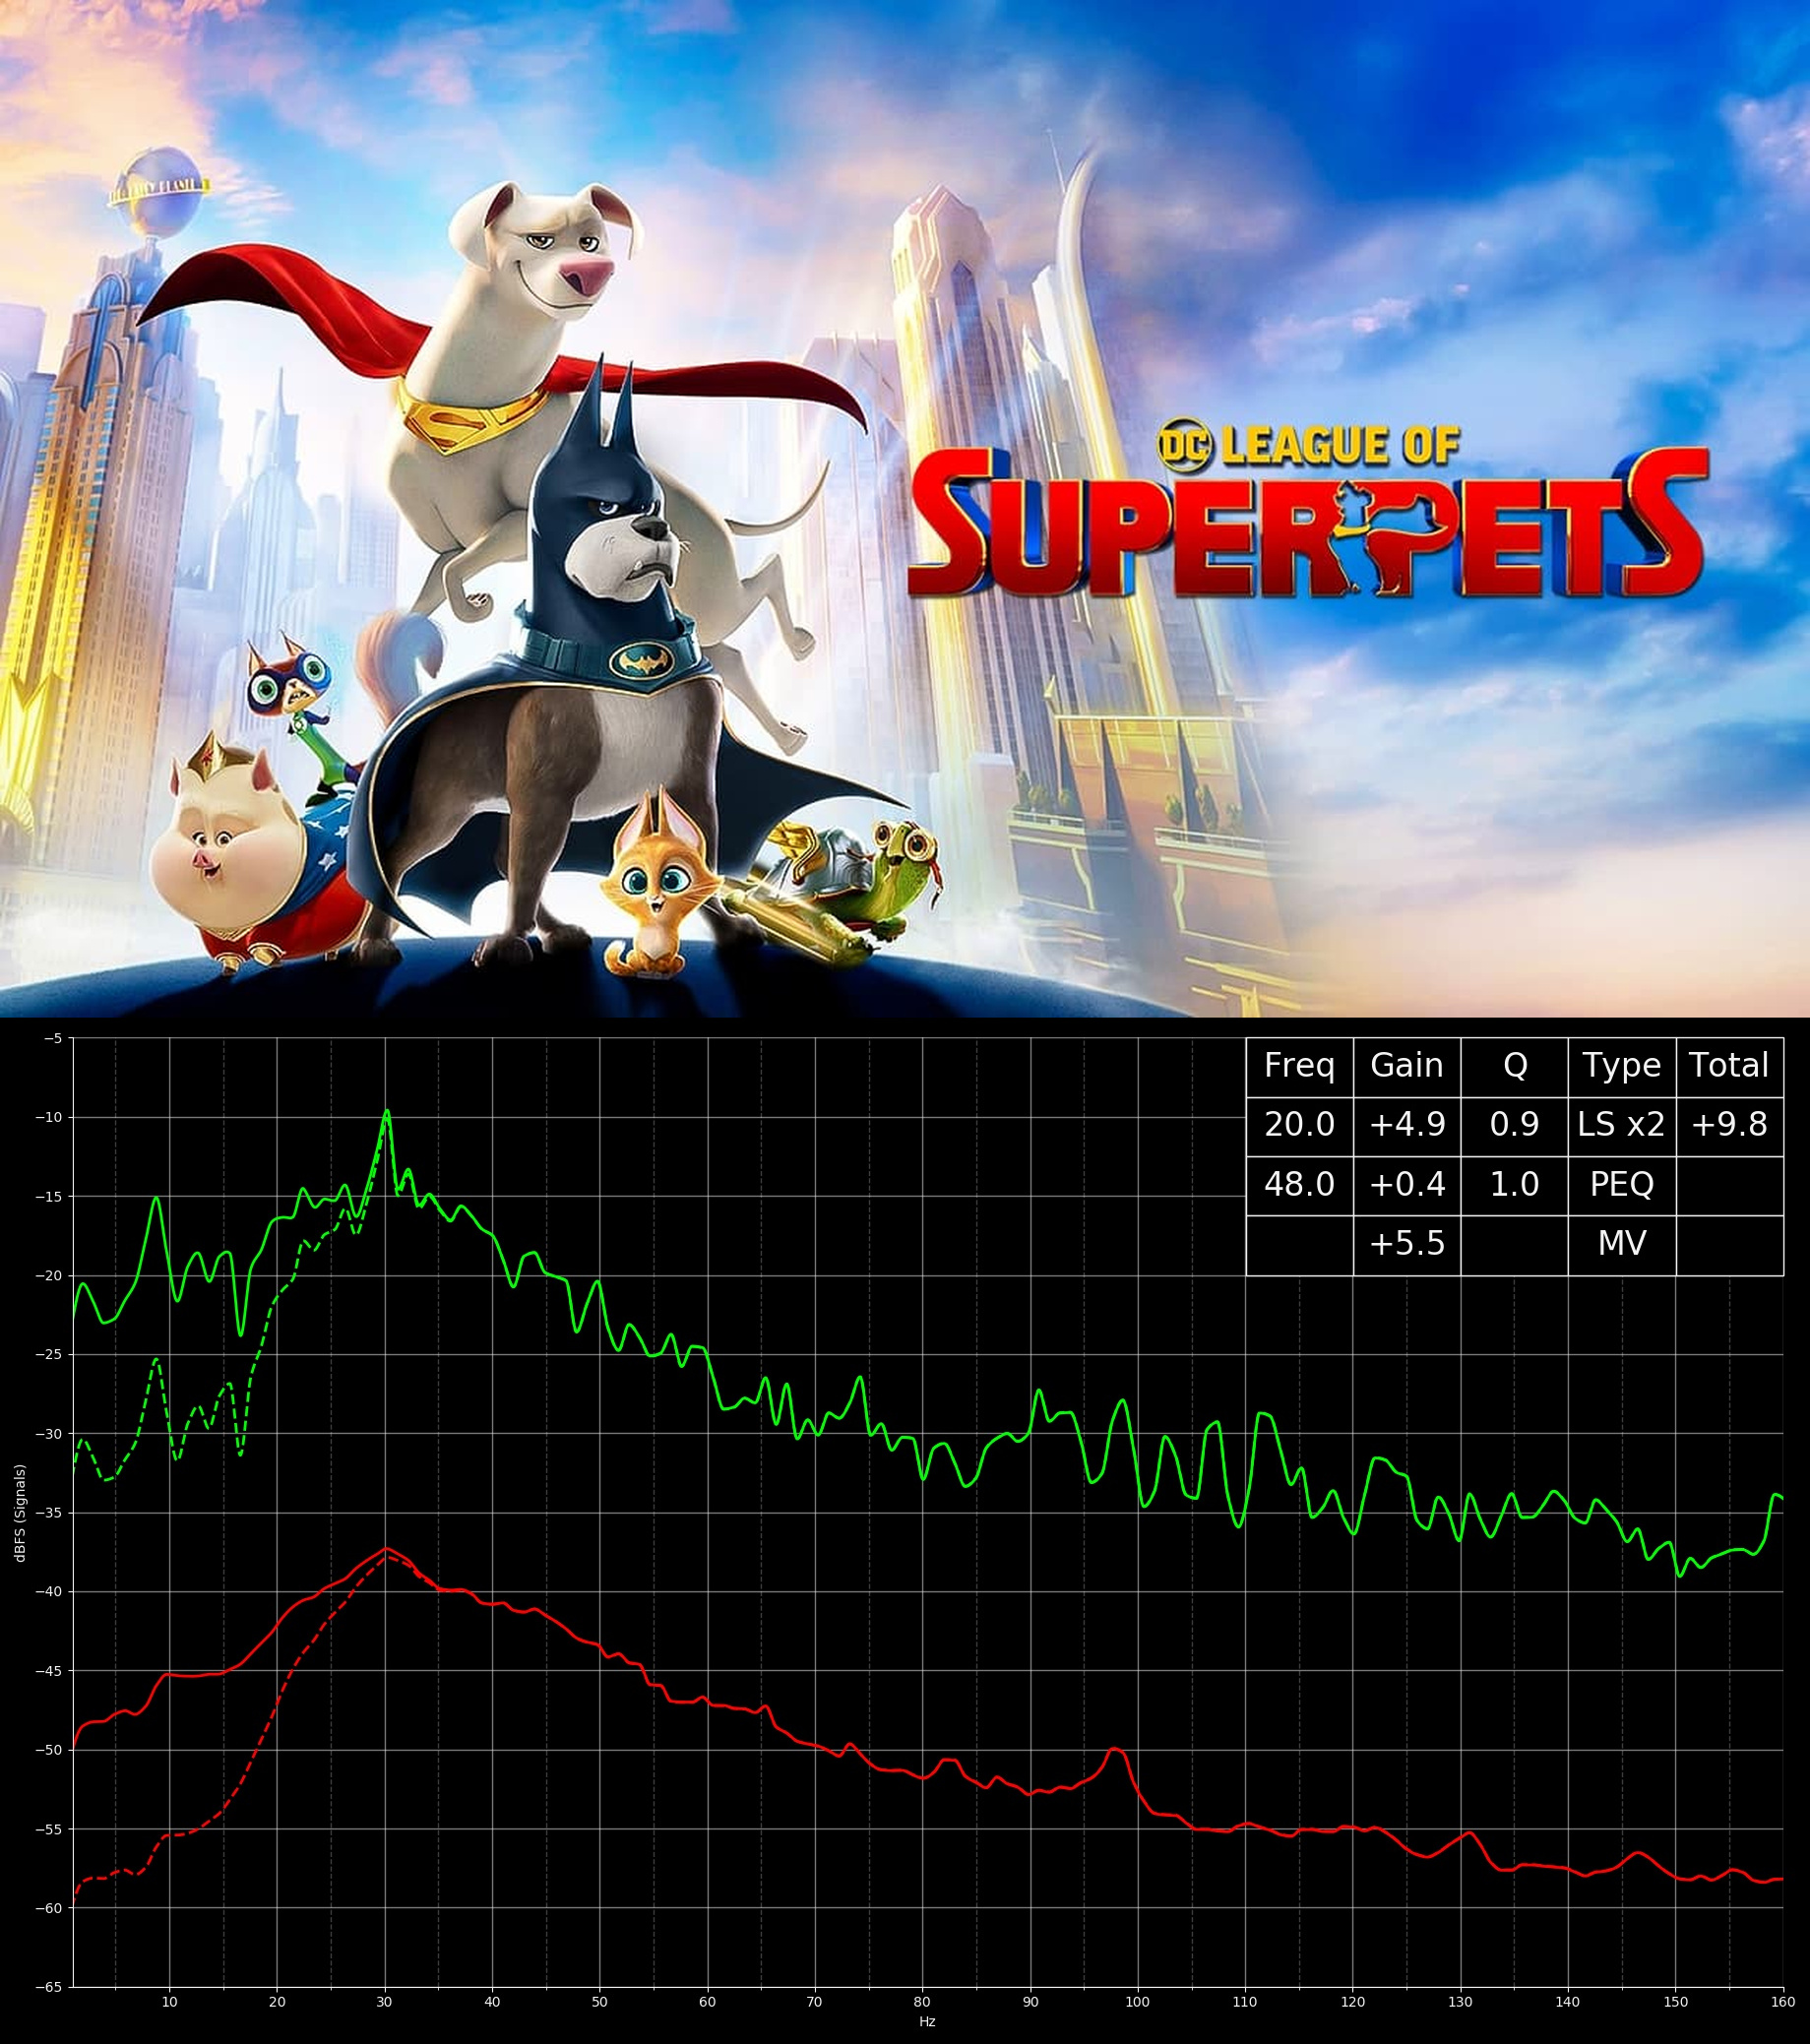 DAILY PLANET
DC LEAGUE OF
SUPERPETS
Freq Gain Q Type Total
20.0 +4.9 0.9 LS x2 +9.8
48.0 +0.4 1.0 PEQ
+5.5 MV
−5
−10
−15
−20
−25
−30
−35
−40
−45
−50
−55
−60
−65
dBFS (Signals)
10 20 30 40 50 60 70 80 90 100 110 120 130 140 150 160
Hz